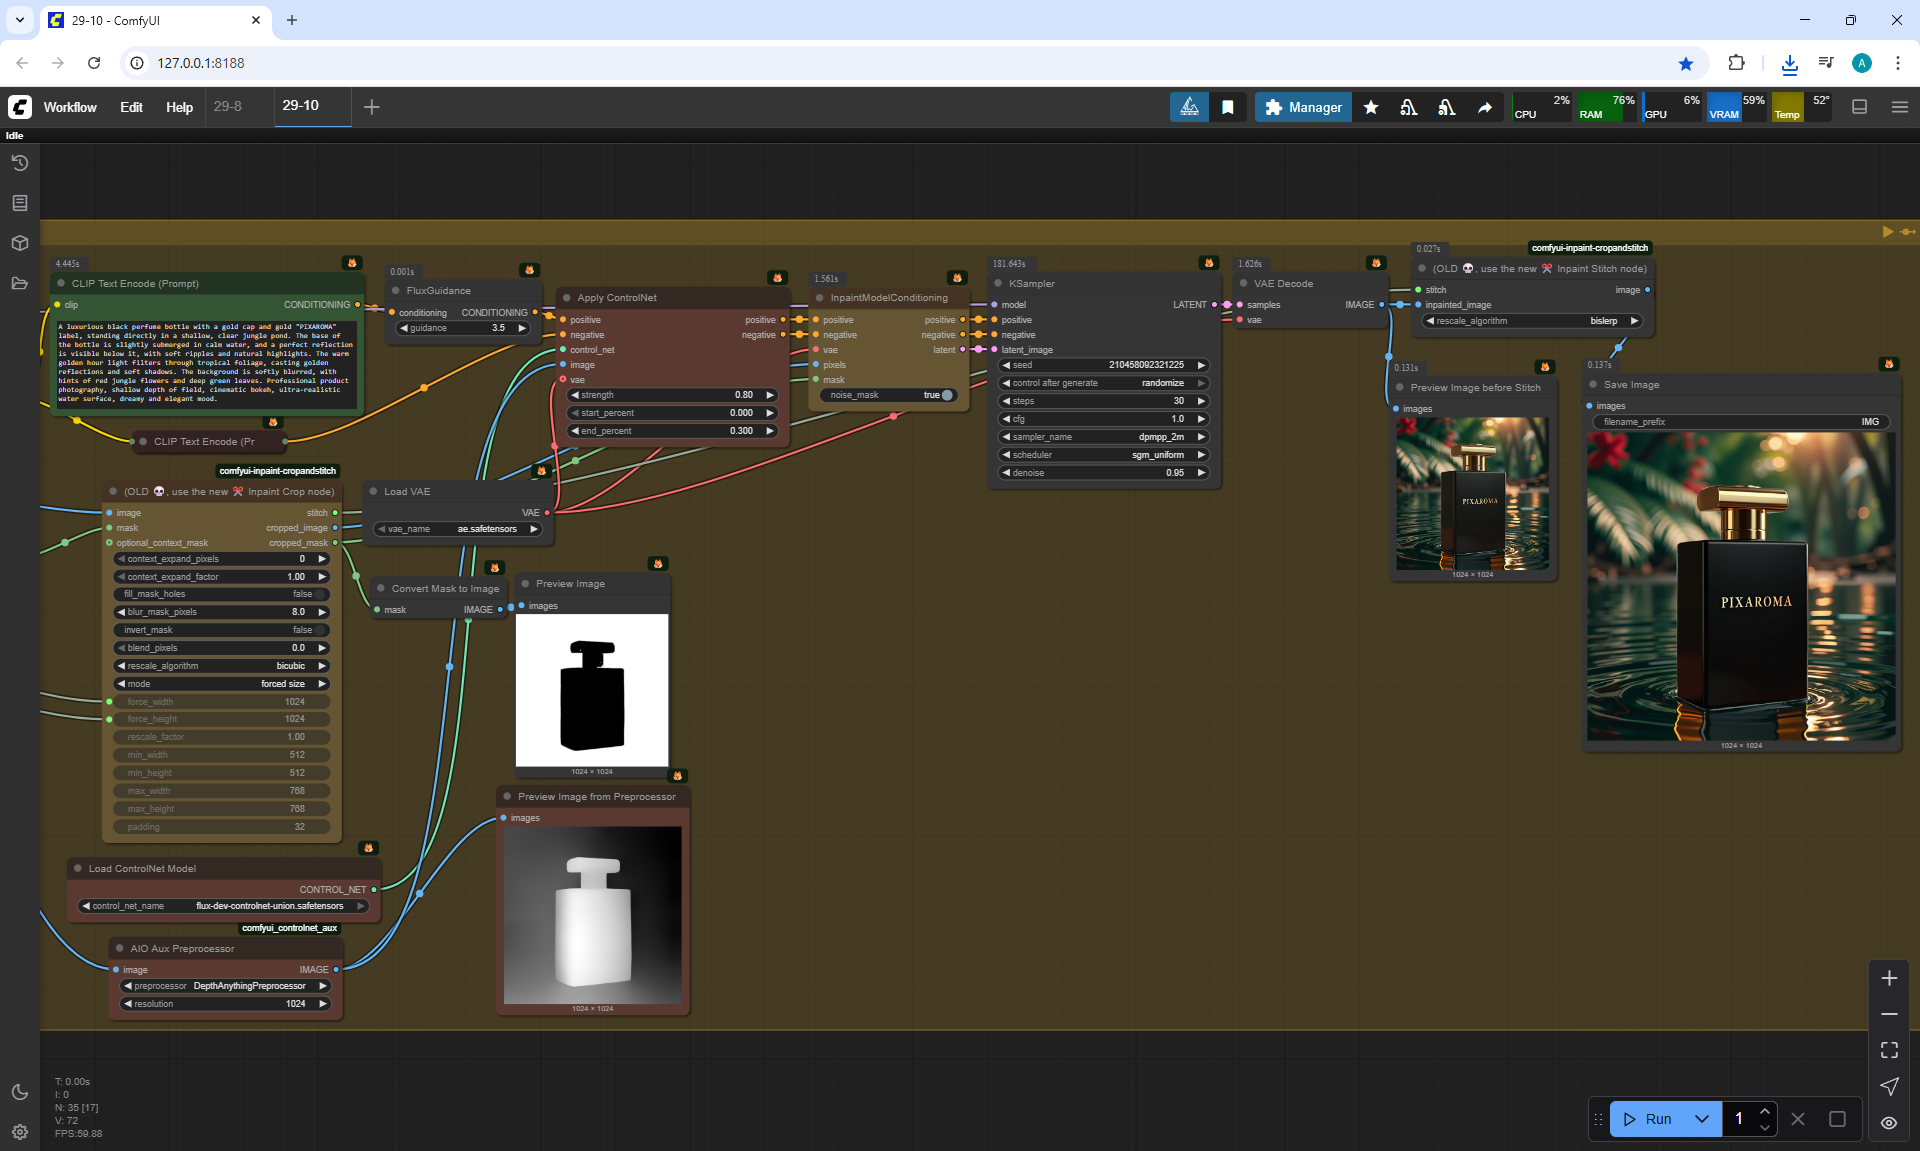 29-10 - ComfyUI
127.0.0.1:8188
A
Workflow Edit Help 29-8 29-10
Manager
CPU 2% RAM 76% GPU 6% VRAM 59% Temp 52°
Idle
4.445s
CLIP Text Encode (Prompt)
clip CONDITIONING
A luxurious black perfume bottle with a gold cap and gold "PIXAROMA"
label, standing directly in a shallow, clear jungle pond. The base of
the bottle is slightly submerged in calm water, and a perfect reflection
is visible below it, with soft ripples and natural highlights. The warm
golden hour light filters through tropical foliage, casting golden
reflections and soft shadows. The background is softly blurred, with
hints of red jungle flowers and deep green leaves. Professional product
photography, shallow depth of field, cinematic bokeh, ultra-realistic
water surface, dreamy and elegant mood.
CLIP Text Encode (Pr
0.001s
FluxGuidance
conditioning CONDITIONING
guidance 3.5
Apply ControlNet
positive positive
negative negative
control_net
image
vae
strength 0.80
start_percent 0.000
end_percent 0.300
1.561s
InpaintModelConditioning
positive positive
negative negative
vae latent
pixels
mask
noise_mask true
181.643s
KSampler
model LATENT
positive
negative
latent_image
seed 210458092321225
control after generate randomize
steps 30
cfg 1.0
sampler_name dpmpp_2m
scheduler sgm_uniform
denoise 0.95
1.626s
VAE Decode
samples IMAGE
vae
0.027s
comfyui-inpaint-cropandstitch
(OLD 💀, use the new ✂️ Inpaint Stitch node)
stitch image
inpainted_image
rescale_algorithm bislerp
0.131s
Preview Image before Stitch
images
PIXAROMA
1024 × 1024
0.137s
Save Image
images
filename_prefix IMG
PIXAROMA
1024 × 1024
comfyui-inpaint-cropandstitch
(OLD 💀, use the new ✂️ Inpaint Crop node)
image stitch
mask cropped_image
optional_context_mask cropped_mask
context_expand_pixels 0
context_expand_factor 1.00
fill_mask_holes false
blur_mask_pixels 8.0
invert_mask false
blend_pixels 0.0
rescale_algorithm bicubic
mode forced size
force_width 1024
force_height 1024
rescale_factor 1.00
min_width 512
min_height 512
max_width 768
max_height 768
padding 32
Load VAE
VAE
vae_name ae.safetensors
Convert Mask to Image
mask IMAGE
Preview Image
images
1024 × 1024
Load ControlNet Model
CONTROL_NET
control_net_name flux-dev-controlnet-union.safetensors
comfyui_controlnet_aux
AIO Aux Preprocessor
image IMAGE
preprocessor DepthAnythingPreprocessor
resolution 1024
Preview Image from Preprocessor
images
1024 × 1024
T: 0.00s
I: 0
N: 35 [17]
V: 72
FPS:59.88
Run 1